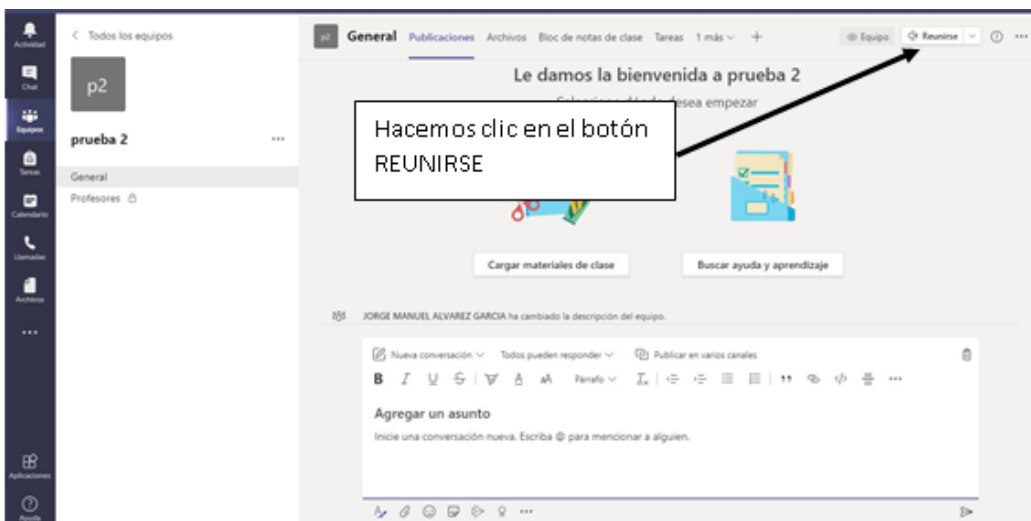 Actividad
Chat
Equipos
Tareas
Calendario
Llamadas
Archivos
Aplicaciones
Ayuda
Todos los equipos
p2
prueba 2
General
Profesores
p2 General Publicaciones Archivos Bloc de notas de clase Tareas 1 más
Equipo Reunirse
Le damos la bienvenida a prueba 2
desea empezar
Hacemos clic en el botón
REUNIRSE
Cargar materiales de clase
Buscar ayuda y aprendizaje
JORGE MANUEL ALVAREZ GARCIA ha cambiado la descripción del equipo.
Nueva conversación Todos pueden responder Publicar en varios canales
B I U S A AA Párrafo
Agregar un asunto
Inicie una conversación nueva. Escriba @ para mencionar a alguien.